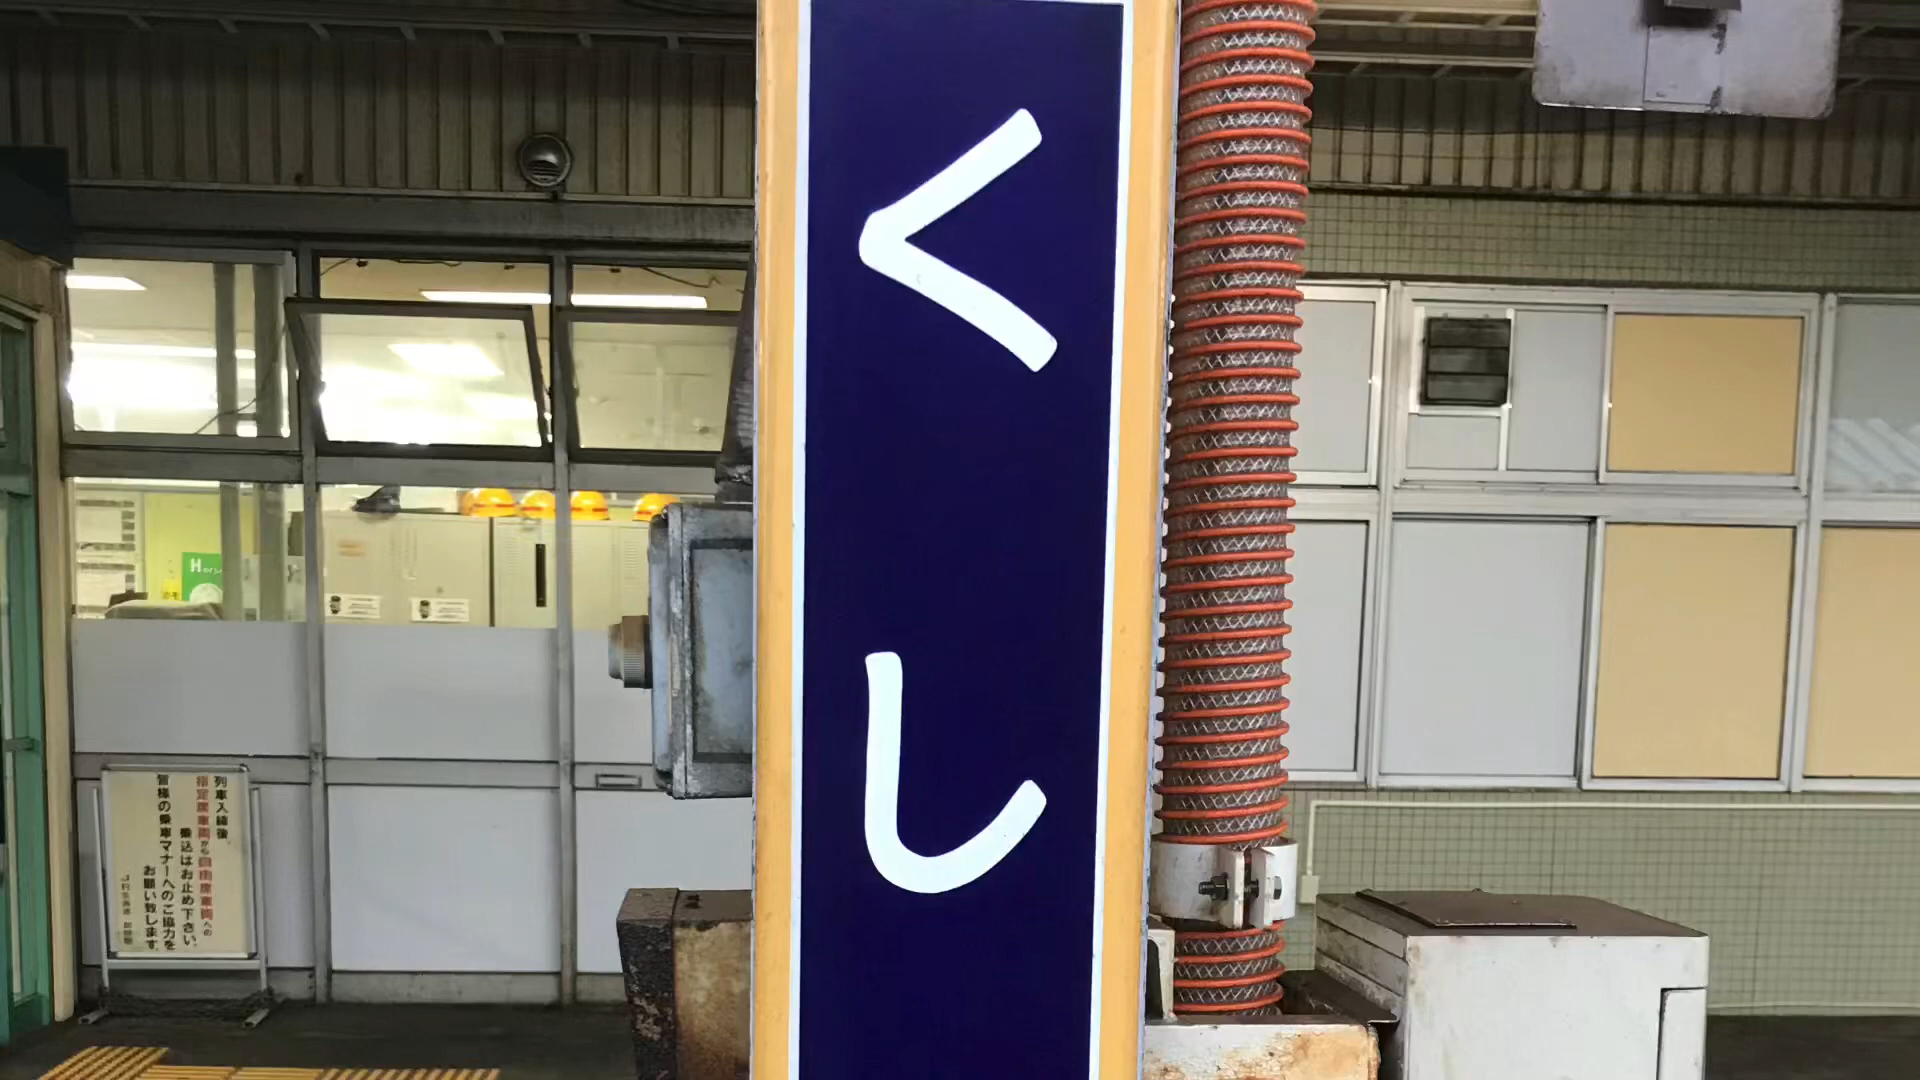 くし
列車入線後、
指定席車両から自由席車両への
乗込はお止め下さい。
皆様の乗車マナーへのご協力を
お願い致します。